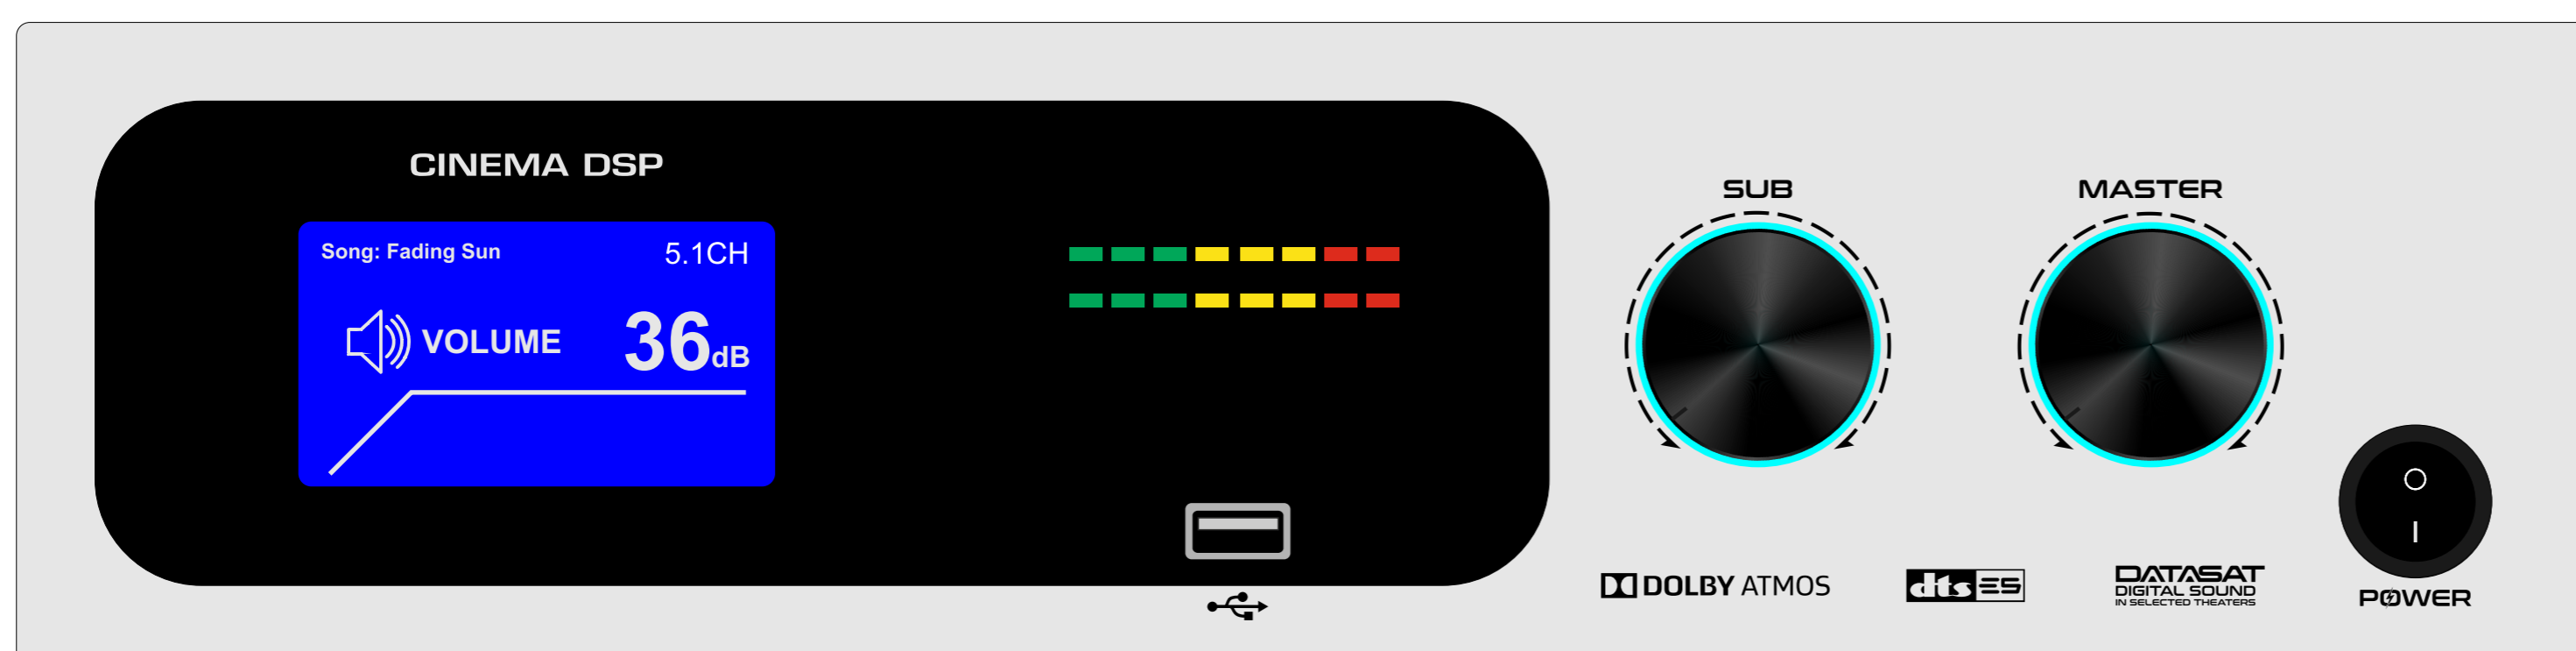 CINEMA DSP
Song: Fading Sun
5.1CH
VOLUME
36dB
SUB
MASTER
DOLBY ATMOS
dts ES
DATASAT
DIGITAL SOUND
IN SELECTED THEATERS
POWER